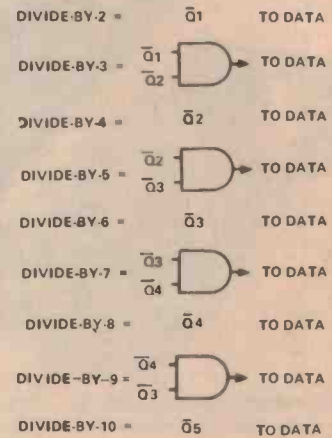 DIVIDE-BY-2 = Q̅1 TO DATA
DIVIDE-BY-3 = Q̅1 Q̅2 TO DATA
DIVIDE-BY-4 = Q̅2 TO DATA
DIVIDE-BY-5 = Q̅2 Q̅3 TO DATA
DIVIDE-BY-6 = Q̅3 TO DATA
DIVIDE-BY-7 = Q̅3 Q̅4 TO DATA
DIVIDE-BY-8 = Q̅4 TO DATA
DIVIDE-BY-9 = Q̅4 Q̅3 TO DATA
DIVIDE-BY-10 = Q̅5 TO DATA